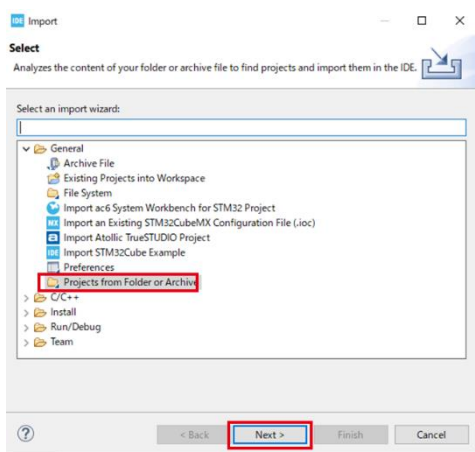 IDE Import
Select
Analyzes the content of your folder or archive file to find projects and import them in the IDE.
Select an import wizard:
General
Archive File
Existing Projects into Workspace
File System
Import ac6 System Workbench for STM32 Project
MX Import an Existing STM32CubeMX Configuration File (.ioc)
Import Atollic TrueSTUDIO Project
IDE Import STM32Cube Example
Preferences
Projects from Folder or Archive
C/C++
Install
Run/Debug
Team
?
< Back
Next >
Finish
Cancel